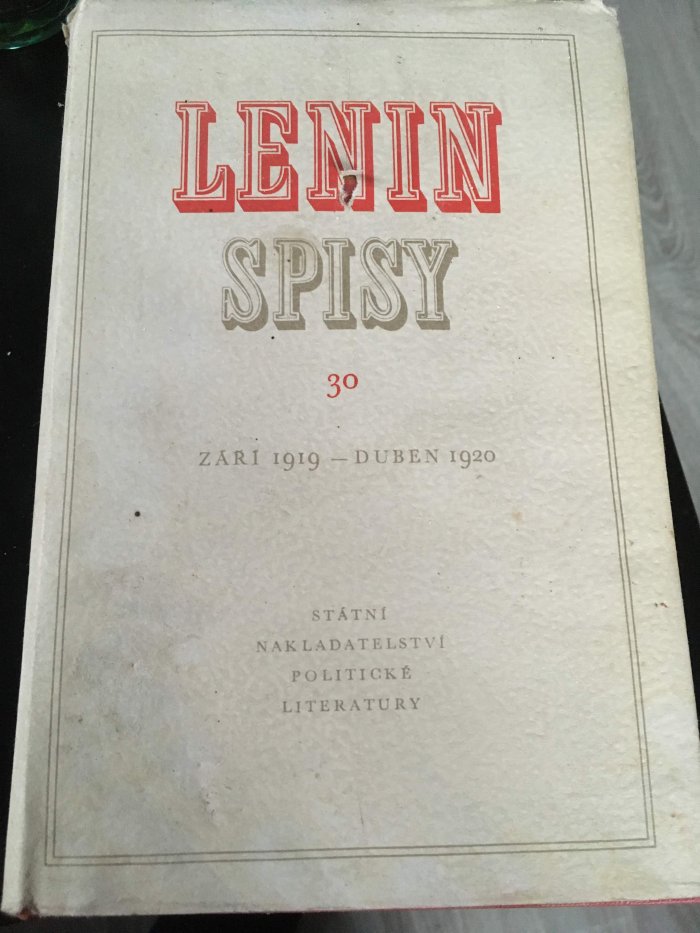 LENIN
SPISY
30
ZÁŘÍ 1919 – DUBEN 1920
STÁTNÍ
NAKLADATELSTVÍ
POLITICKÉ
LITERATURY